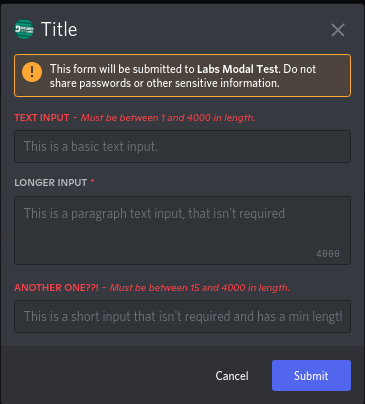 Title
This form will be submitted to Labs Modal Test. Do not
share passwords or other sensitive information.
TEXT INPUT - Must be between 1 and 4000 in length.
This is a basic text input.
LONGER INPUT *
This is a paragraph text input, that isn't required
4000
ANOTHER ONE??! - Must be between 15 and 4000 in length.
This is a short input that isn't required and has a min lengtl
Cancel
Submit